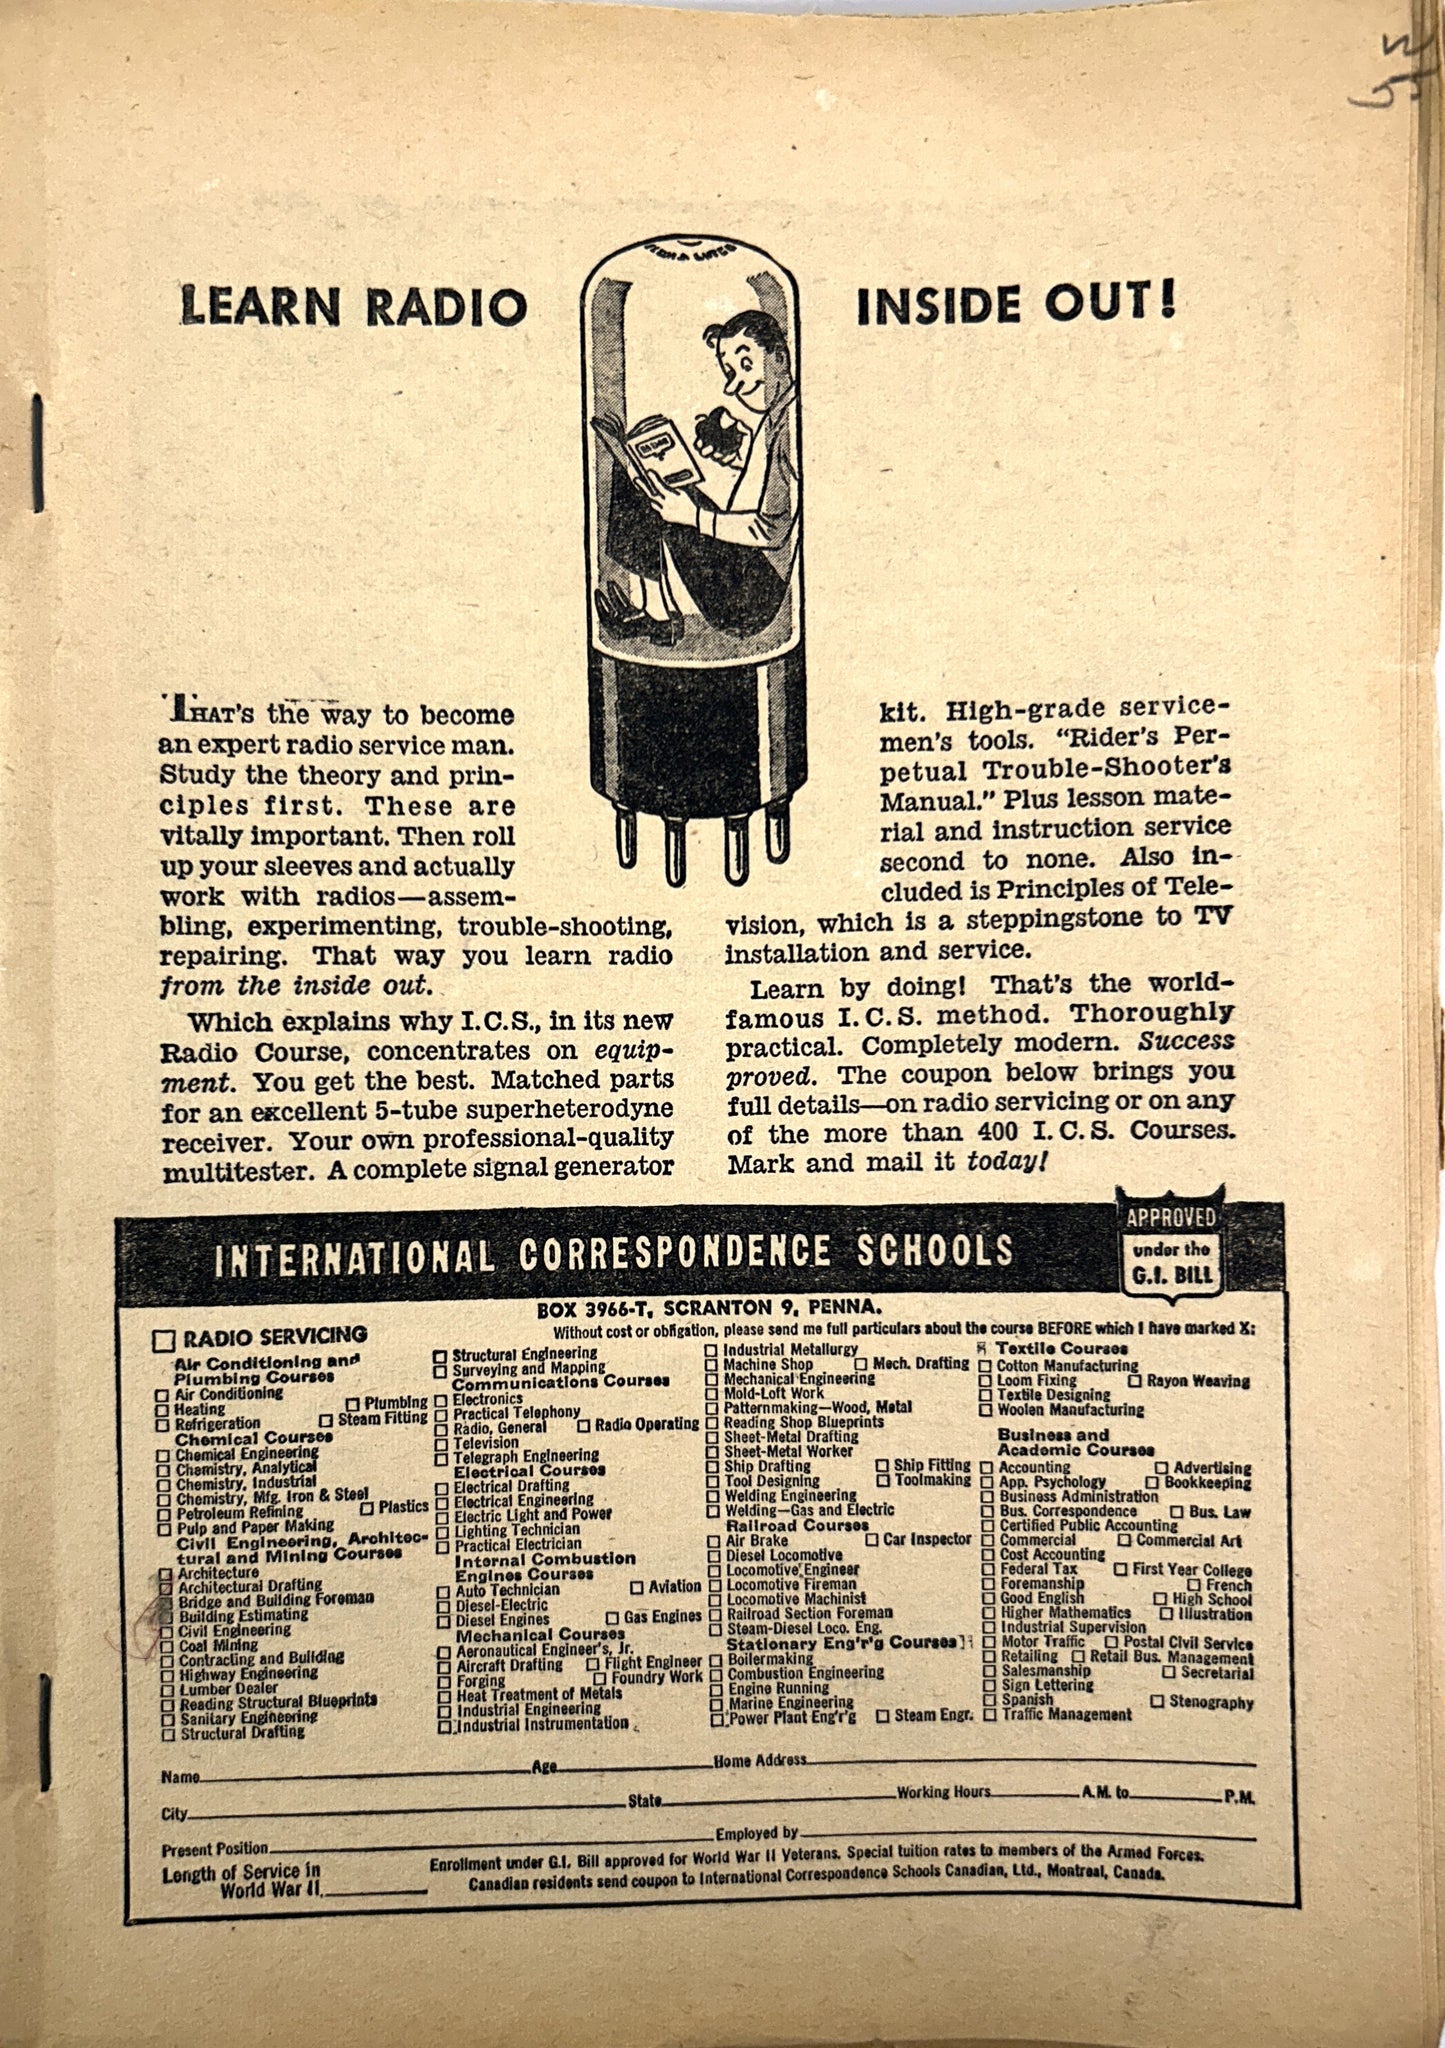 LEARN RADIO INSIDE OUT!
THAT'S the way to become
an expert radio service man.
Study the theory and prin-
ciples first. These are
vitally important. Then roll
up your sleeves and actually
work with radios—assem-
bling, experimenting, trouble-shooting,
repairing. That way you learn radio
from the inside out.
Which explains why I.C.S., in its new
Radio Course, concentrates on equip-
ment. You get the best. Matched parts
for an excellent 5-tube superheterodyne
receiver. Your own professional-quality
multitester. A complete signal generator
kit. High-grade service-
men's tools. "Rider's Per-
petual Trouble-Shooter's
Manual." Plus lesson mate-
rial and instruction service
second to none. Also in-
cluded is Principles of Tele-
vision, which is a steppingstone to TV
installation and service.
Learn by doing! That's the world-
famous I.C.S. method. Thoroughly
practical. Completely modern. Success
proved. The coupon below brings you
full details—on radio servicing or on any
of the more than 400 I.C.S. Courses.
Mark and mail it today!
APPROVED
under the
G.I. BILL
INTERNATIONAL CORRESPONDENCE SCHOOLS
BOX 3966-T, SCRANTON 9, PENNA.
Without cost or obligation, please send me full particulars about the course BEFORE which I have marked X:
RADIO SERVICING
Air Conditioning and
Plumbing Courses
Air Conditioning
Heating Plumbing
Refrigeration Steam Fitting
Chemical Courses
Chemical Engineering
Chemistry, Analytical
Chemistry, Industrial
Chemistry, Mfg. Iron & Steel
Petroleum Refining Plastics
Pulp and Paper Making
Civil Engineering, Architec-
tural and Mining Courses
Architecture
Architectural Drafting
Bridge and Building Foreman
Building Estimating
Civil Engineering
Coal Mining
Contracting and Building
Highway Engineering
Lumber Dealer
Reading Structural Blueprints
Sanitary Engineering
Structural Drafting
Structural Engineering
Surveying and Mapping
Communications Courses
Electronics
Practical Telephony
Radio, General Radio Operating
Television
Telegraph Engineering
Electrical Courses
Electrical Drafting
Electrical Engineering
Electric Light and Power
Lighting Technician
Practical Electrician
Internal Combustion
Engines Courses
Auto Technician Aviation
Diesel-Electric
Diesel Engines Gas Engines
Mechanical Courses
Aeronautical Engineer's, Jr.
Aircraft Drafting Flight Engineer
Forging Foundry Work
Heat Treatment of Metals
Industrial Engineering
Industrial Instrumentation
Industrial Metallurgy
Machine Shop Mech. Drafting
Mechanical Engineering
Mold-Loft Work
Patternmaking—Wood, Metal
Reading Shop Blueprints
Sheet-Metal Drafting
Sheet-Metal Worker
Ship Drafting Ship Fitting
Tool Designing Toolmaking
Welding Engineering
Welding—Gas and Electric
Railroad Courses
Air Brake Car Inspector
Diesel Locomotive
Locomotive Engineer
Locomotive Fireman
Locomotive Machinist
Railroad Section Foreman
Steam-Diesel Loco. Eng.
Stationary Eng'r'g Courses
Boilermaking
Combustion Engineering
Engine Running
Marine Engineering
Power Plant Eng'r'g Steam Engr.
Textile Courses
Cotton Manufacturing
Loom Fixing Rayon Weaving
Textile Designing
Woolen Manufacturing
Business and
Academic Courses
Accounting Advertising
App. Psychology Bookkeeping
Business Administration
Bus. Correspondence Bus. Law
Certified Public Accounting
Commercial Commercial Art
Cost Accounting
Federal Tax First Year College
Foremanship French
Good English High School
Higher Mathematics Illustration
Industrial Supervision
Motor Traffic Postal Civil Service
Retailing Retail Bus. Management
Salesmanship Secretarial
Sign Lettering
Spanish Stenography
Traffic Management
Name Age Home Address
City State Working Hours A.M. to P.M.
Present Position Employed by
Length of Service in
World War II
Enrollment under G.I. Bill approved for World War II Veterans. Special tuition rates to members of the Armed Forces.
Canadian residents send coupon to International Correspondence Schools Canadian, Ltd., Montreal, Canada.